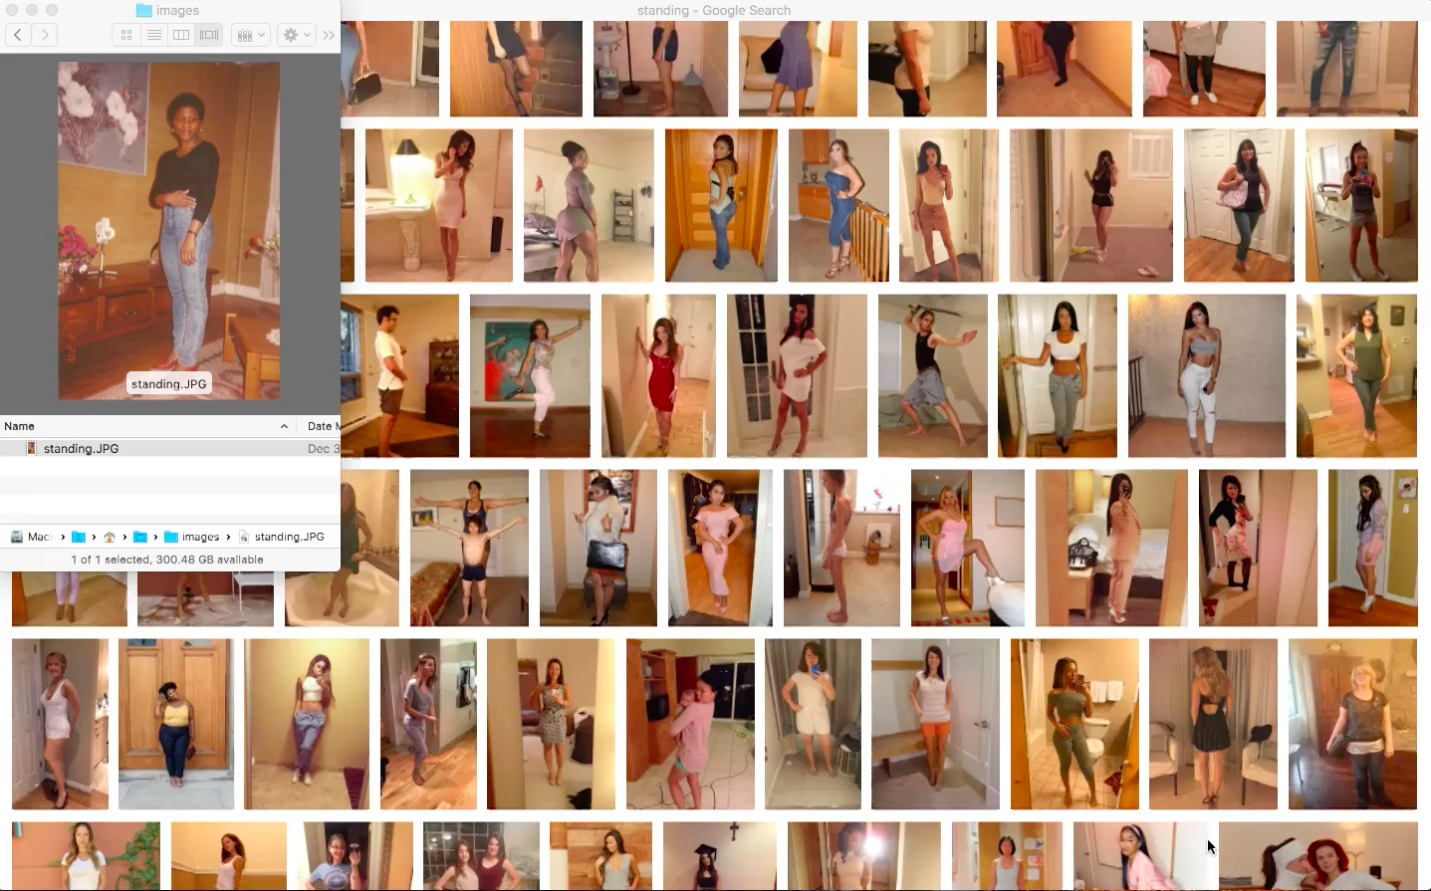 images
standing - Google Search
standing.JPG
Name
Date M
standing.JPG
Dec 3
Mac
images
standing.JPG
1 of 1 selected, 300.48 GB available